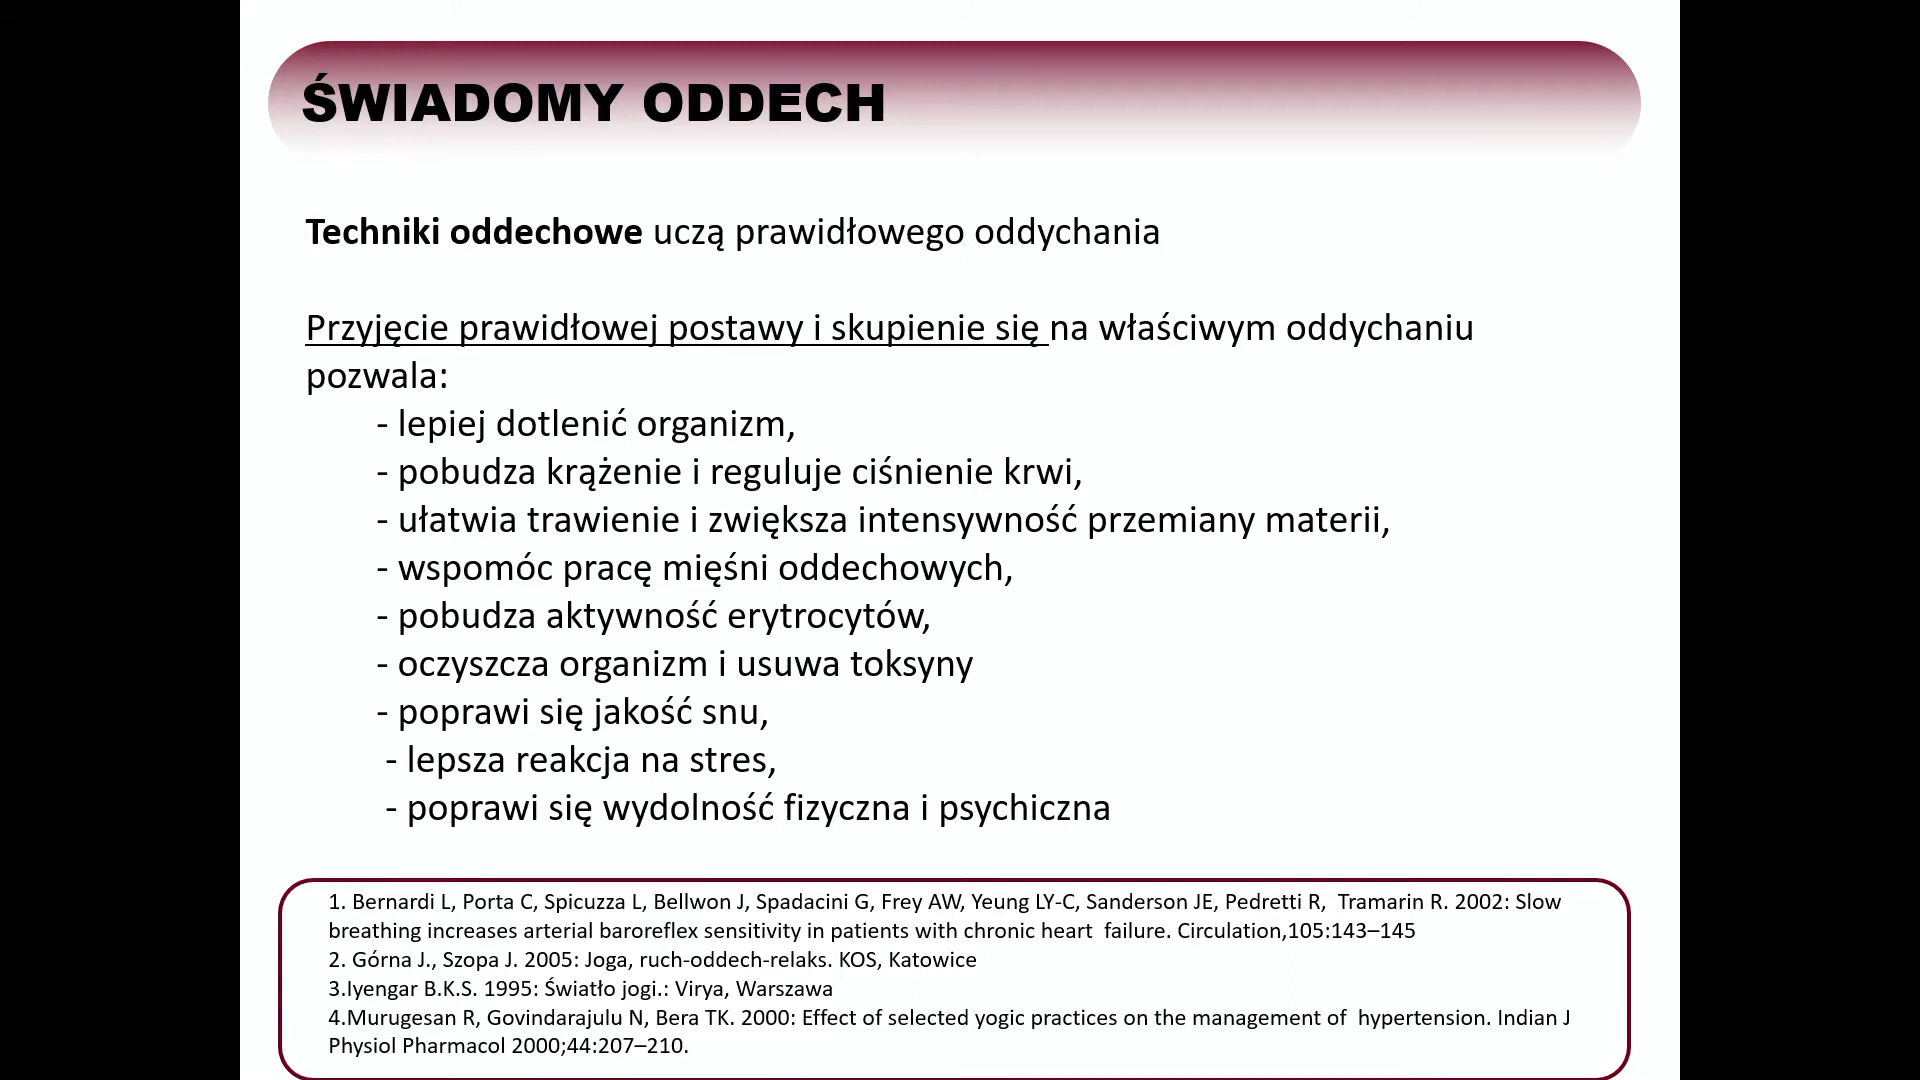 ŚWIADOMY ODDECH
Techniki oddechowe uczą prawidłowego oddychania
Przyjęcie prawidłowej postawy i skupienie się na właściwym oddychaniu
pozwala:
- lepiej dotlenić organizm,
- pobudza krążenie i reguluje ciśnienie krwi,
- ułatwia trawienie i zwiększa intensywność przemiany materii,
- wspomóc pracę mięśni oddechowych,
- pobudza aktywność erytrocytów,
- oczyszcza organizm i usuwa toksyny
- poprawi się jakość snu,
- lepsza reakcja na stres,
- poprawi się wydolność fizyczna i psychiczna
1. Bernardi L, Porta C, Spicuzza L, Bellwon J, Spadacini G, Frey AW, Yeung LY-C, Sanderson JE, Pedretti R,  Tramarin R. 2002: Slow
breathing increases arterial baroreflex sensitivity in patients with chronic heart  failure. Circulation,105:143–145
2. Górna J., Szopa J. 2005: Joga, ruch-oddech-relaks. KOS, Katowice
3.Iyengar B.K.S. 1995: Światło jogi.: Virya, Warszawa
4.Murugesan R, Govindarajulu N, Bera TK. 2000: Effect of selected yogic practices on the management of  hypertension. Indian J
Physiol Pharmacol 2000;44:207–210.